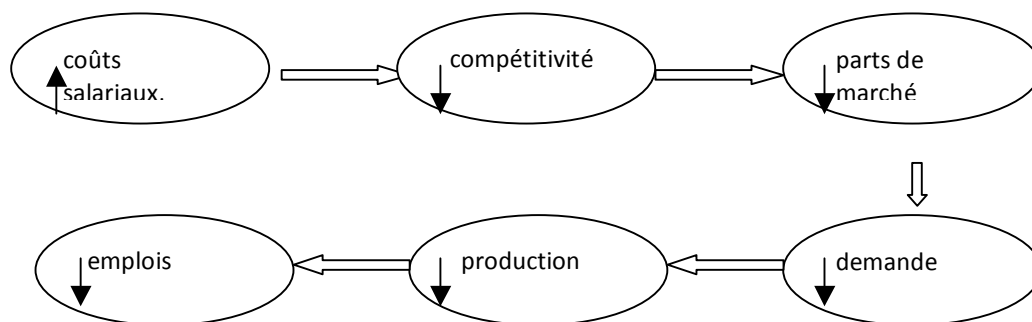 coûts
salariaux.
compétitivité
parts de
marché
emplois
production
demande